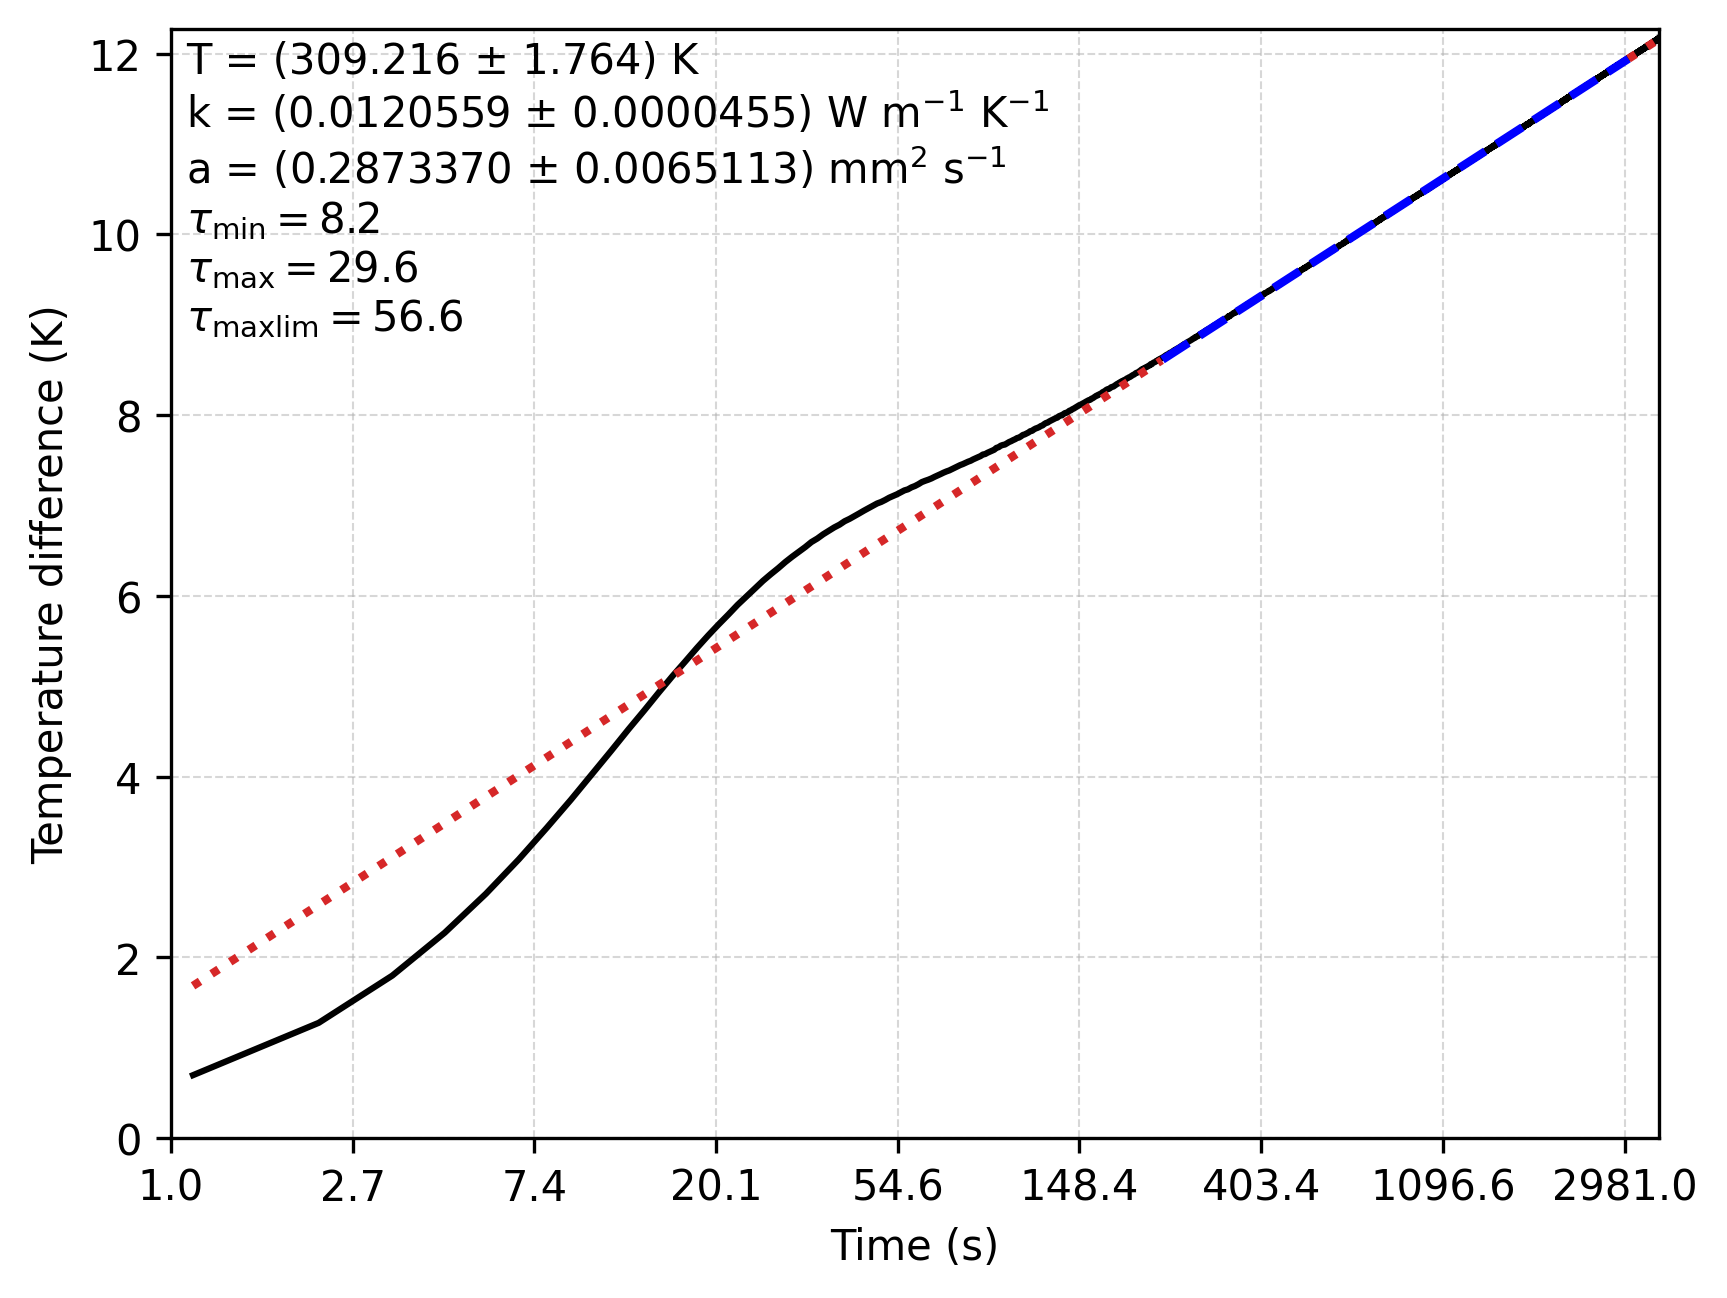 T = (309.216 ± 1.764) K
k = (0.0120559 ± 0.0000455) W m⁻¹ K⁻¹
a = (0.2873370 ± 0.0065113) mm² s⁻¹
τmin = 8.2
τmax = 29.6
τmaxlim = 56.6
Temperature difference (K)
12
10
8
6
4
2
0
1.0 2.7 7.4 20.1 54.6 148.4 403.4 1096.6 2981.0
Time (s)